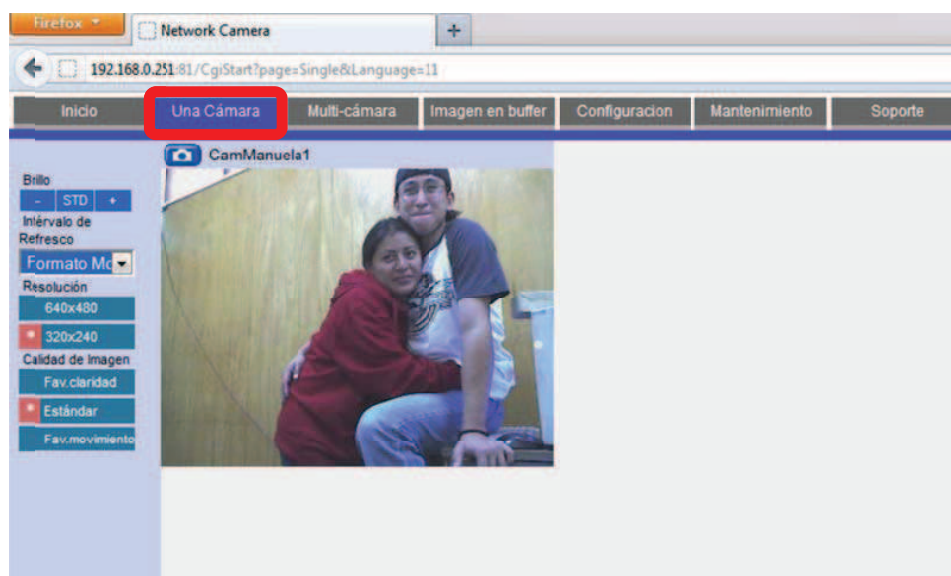 Firefox
Network Camera
+
192.168.0.251:81/CgiStart?page=Single&Language=11
Inicio
Una Cámara
Multi-cámara
Imagen en buffer
Configuracion
Mantenimiento
Soporte
CamManuela1
Brillo
- STD +
Intérvalo de
Refresco
Formato Mc
Resolución
640x480
* 320x240
Calidad de Imagen
Fav.claridad
* Estándar
Fav.movimiento